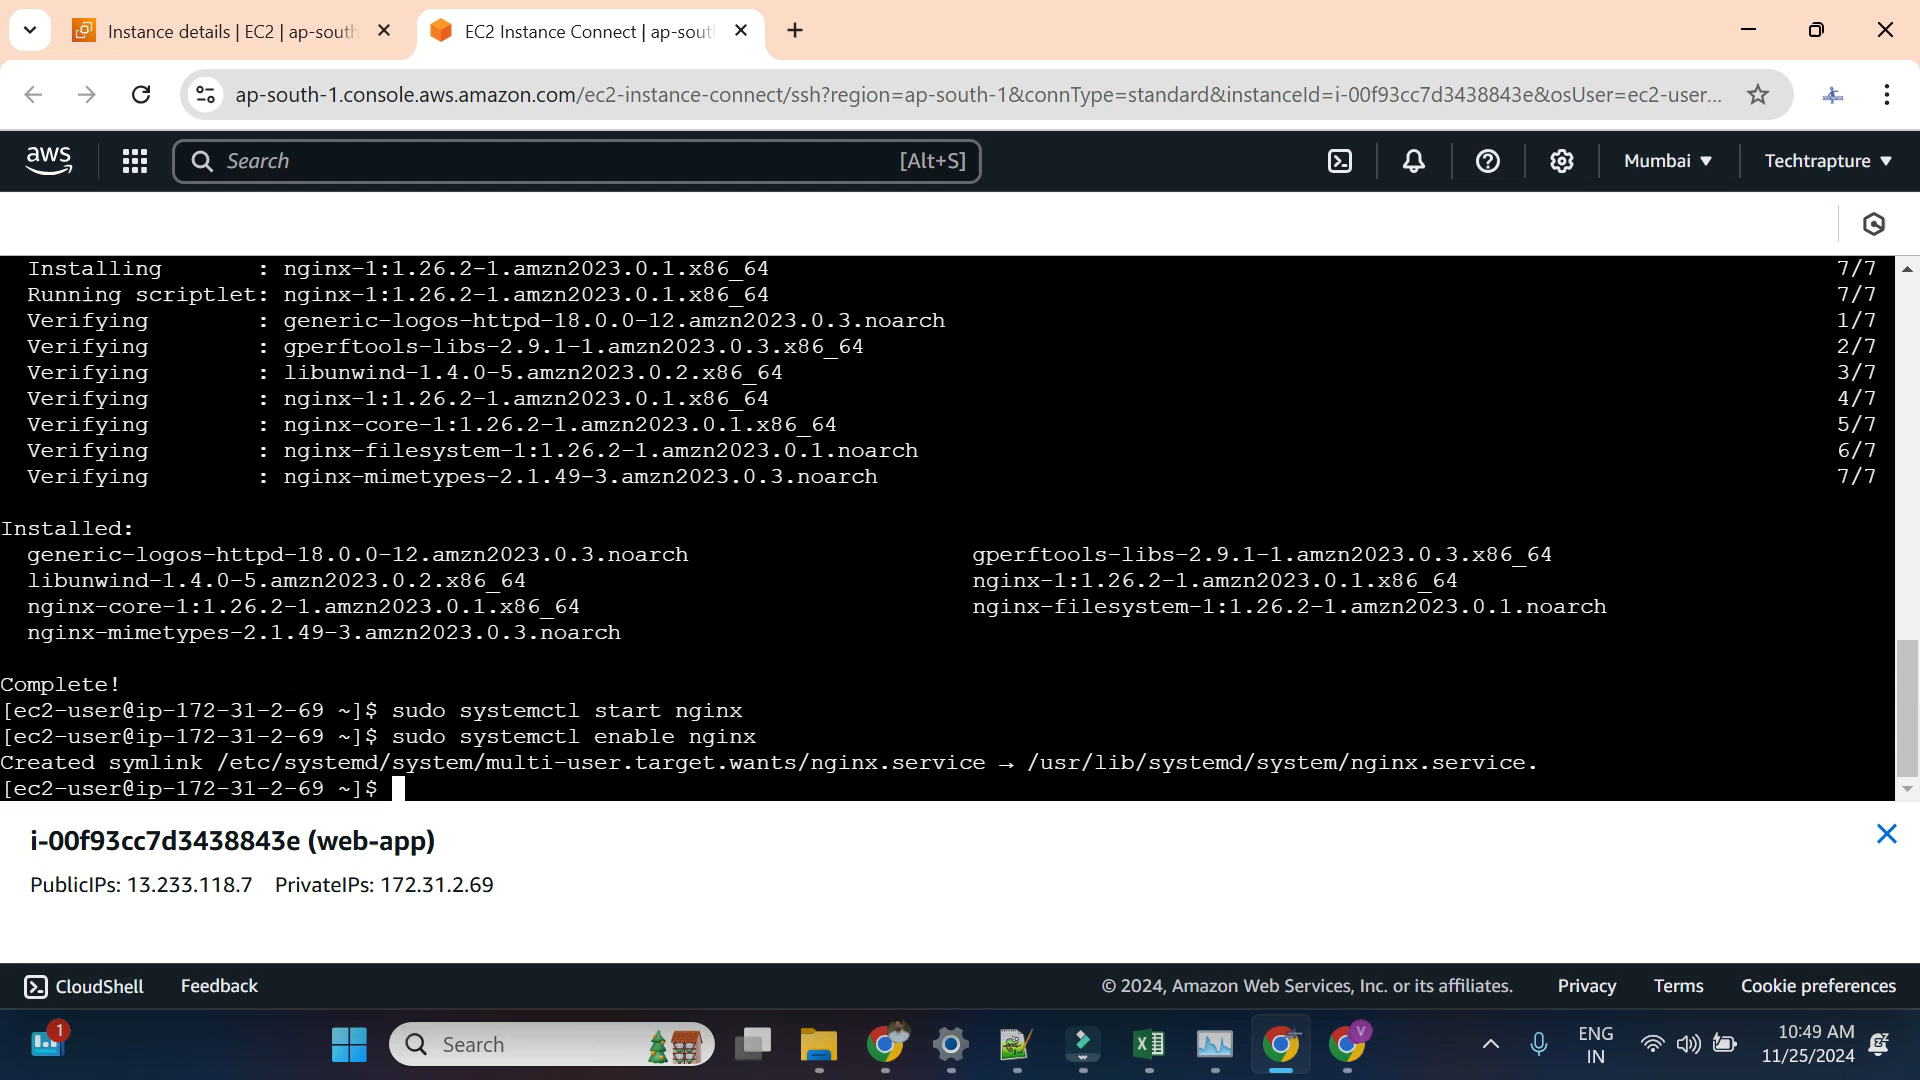 Instance details | EC2 | ap-south
EC2 Instance Connect | ap-sout
ap-south-1.console.aws.amazon.com/ec2-instance-connect/ssh?region=ap-south-1&connType=standard&instanceId=i-00f93cc7d3438843e&osUser=ec2-user...
aws
Search
[Alt+S]
Mumbai
Techtrapture
Installing : nginx-1:1.26.2-1.amzn2023.0.1.x86_64 7/7
Running scriptlet: nginx-1:1.26.2-1.amzn2023.0.1.x86_64 7/7
Verifying : generic-logos-httpd-18.0.0-12.amzn2023.0.3.noarch 1/7
Verifying : gperftools-libs-2.9.1-1.amzn2023.0.3.x86_64 2/7
Verifying : libunwind-1.4.0-5.amzn2023.0.2.x86_64 3/7
Verifying : nginx-1:1.26.2-1.amzn2023.0.1.x86_64 4/7
Verifying : nginx-core-1:1.26.2-1.amzn2023.0.1.x86_64 5/7
Verifying : nginx-filesystem-1:1.26.2-1.amzn2023.0.1.noarch 6/7
Verifying : nginx-mimetypes-2.1.49-3.amzn2023.0.3.noarch 7/7
Installed:
generic-logos-httpd-18.0.0-12.amzn2023.0.3.noarch gperftools-libs-2.9.1-1.amzn2023.0.3.x86_64
libunwind-1.4.0-5.amzn2023.0.2.x86_64 nginx-1:1.26.2-1.amzn2023.0.1.x86_64
nginx-core-1:1.26.2-1.amzn2023.0.1.x86_64 nginx-filesystem-1:1.26.2-1.amzn2023.0.1.noarch
nginx-mimetypes-2.1.49-3.amzn2023.0.3.noarch
Complete!
[ec2-user@ip-172-31-2-69 ~]$ sudo systemctl start nginx
[ec2-user@ip-172-31-2-69 ~]$ sudo systemctl enable nginx
Created symlink /etc/systemd/system/multi-user.target.wants/nginx.service → /usr/lib/systemd/system/nginx.service.
[ec2-user@ip-172-31-2-69 ~]$
i-00f93cc7d3438843e (web-app)
PublicIPs: 13.233.118.7 PrivateIPs: 172.31.2.69
CloudShell
Feedback
© 2024, Amazon Web Services, Inc. or its affiliates.
Privacy
Terms
Cookie preferences
1
Search
V
ENG
IN
10:49 AM
11/25/2024